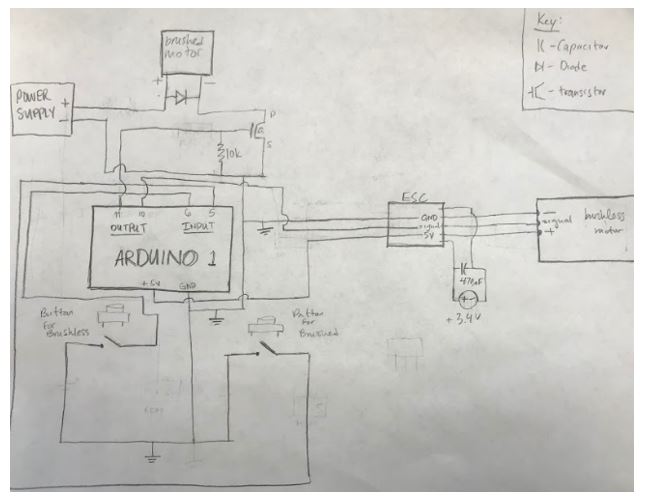 Key:
- Capacitor
- Diode
- transistor
brushed
motor
+ -
POWER
SUPPLY
+
-
D
G
S
10k
11 10 6 5
OUTPUT INPUT
ARDUINO 1
+5v GND
ESC
GND
signal
5V
-
signal
+
brushless
motor
+3.4V
Button
for
Brushless
Button
for
Brushed